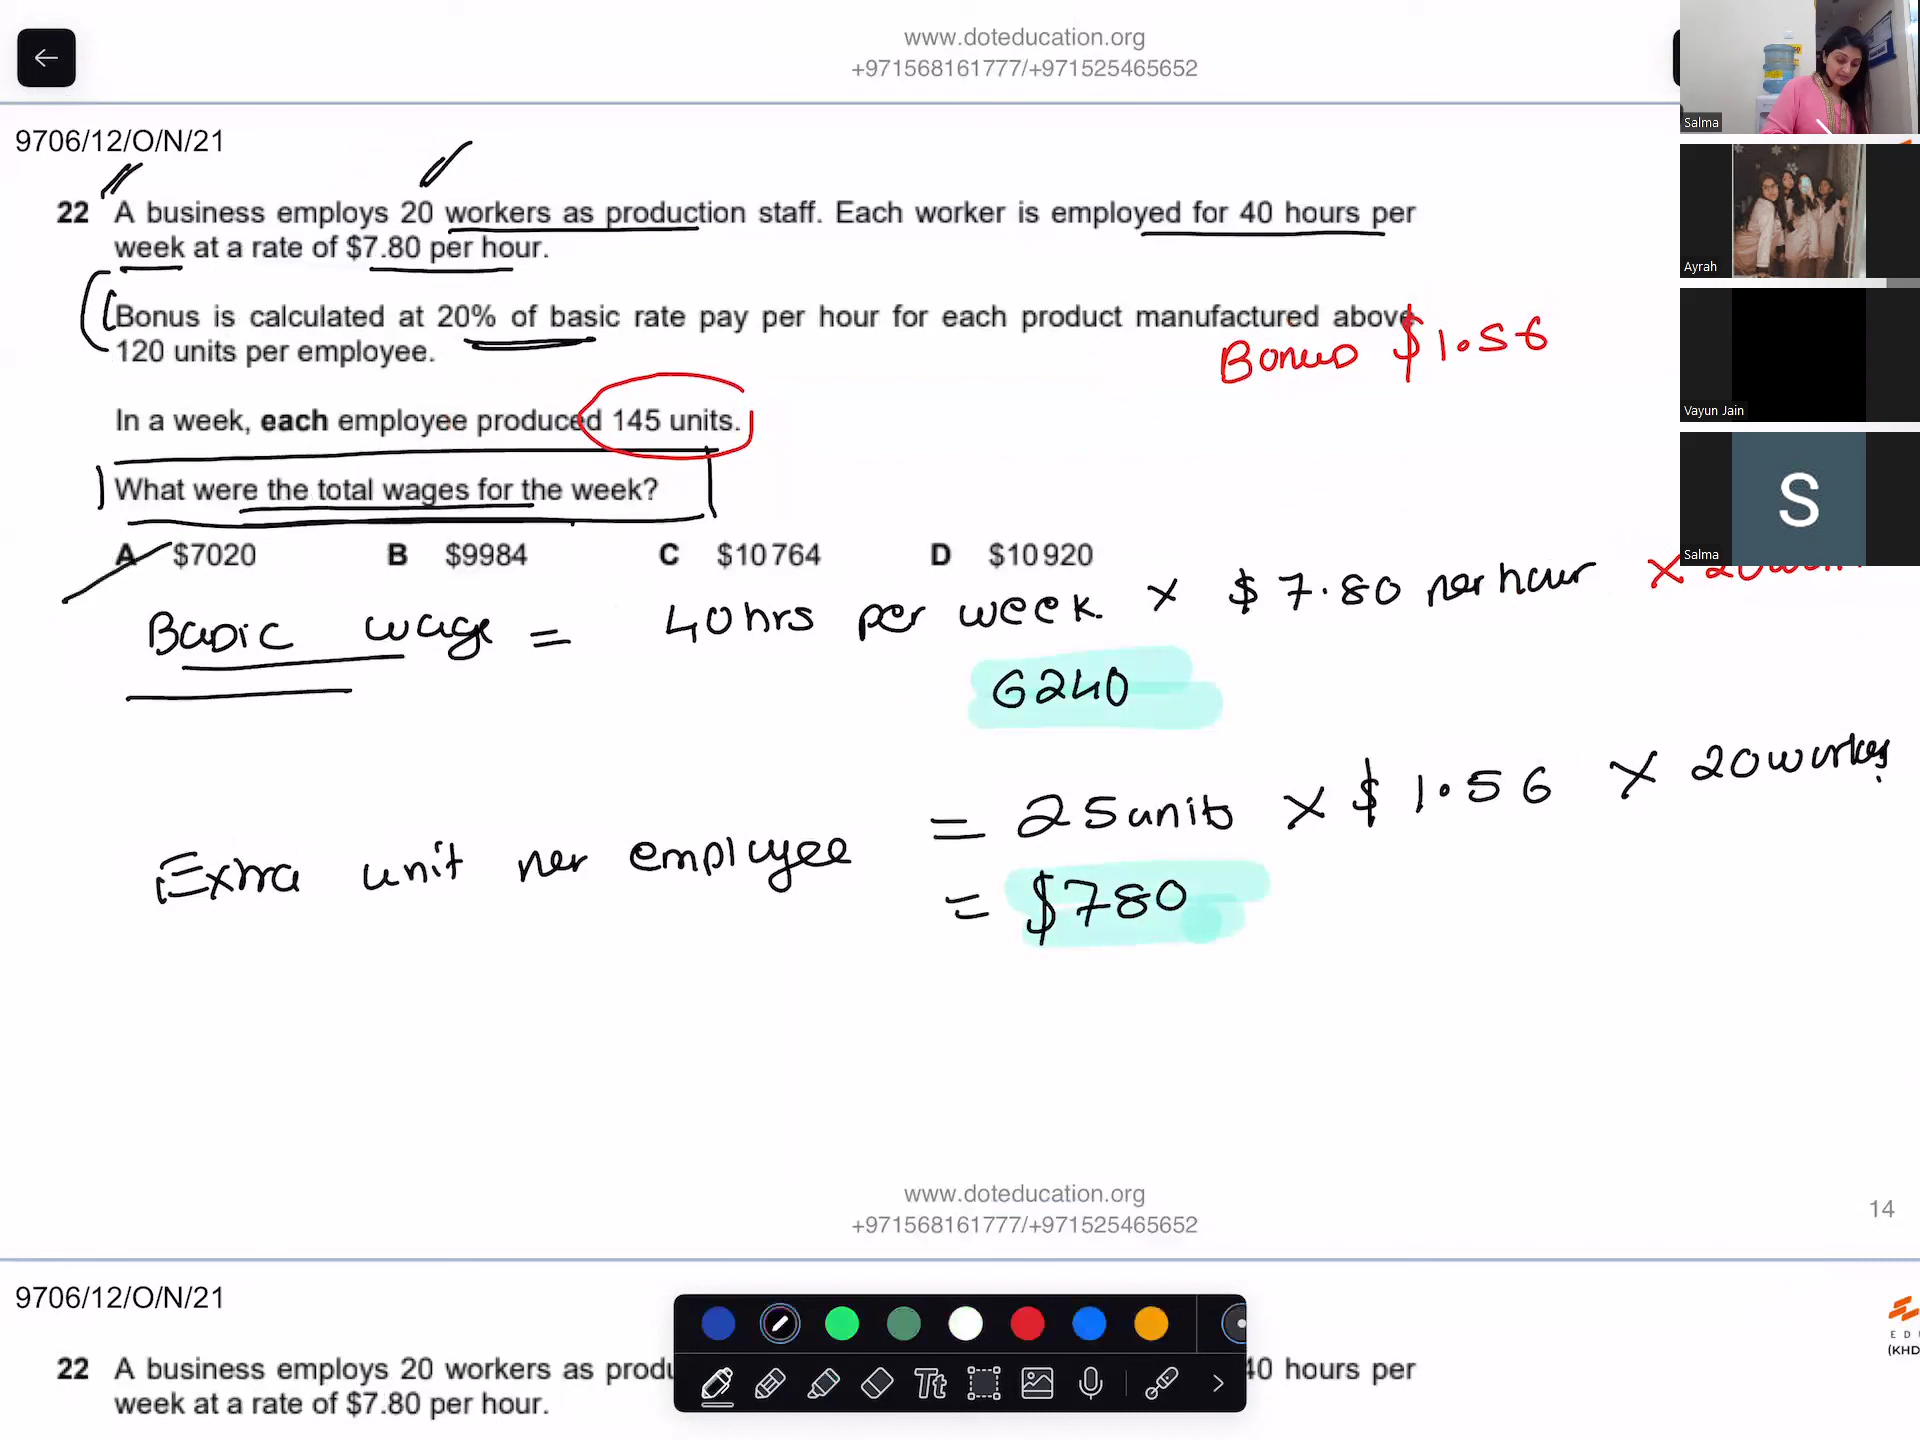 www.doteducation.org
+971568161777/+971525465652
Salma
9706/12/O/N/21
Ayrah
22 A business employs 20 workers as production staff. Each worker is employed for 40 hours per
week at a rate of $7.80 per hour.
Bonus is calculated at 20% of basic rate pay per hour for each product manufactured above
120 units per employee.
Bonus $1.56
Vayun Jain
In a week, each employee produced 145 units.
What were the total wages for the week?
S
Salma
A $7020 B $9984 C $10764 D $10920
Basic wage = 40hrs per week × $7.80 per hour × 20
6240
Extra unit per employee = 25units × $1.56 × 20 workers
= $780
www.doteducation.org
+971568161777/+971525465652
14
9706/12/O/N/21
22 A business employs 20 workers as produ 40 hours per
week at a rate of $7.80 per hour.
Tt
(KHD